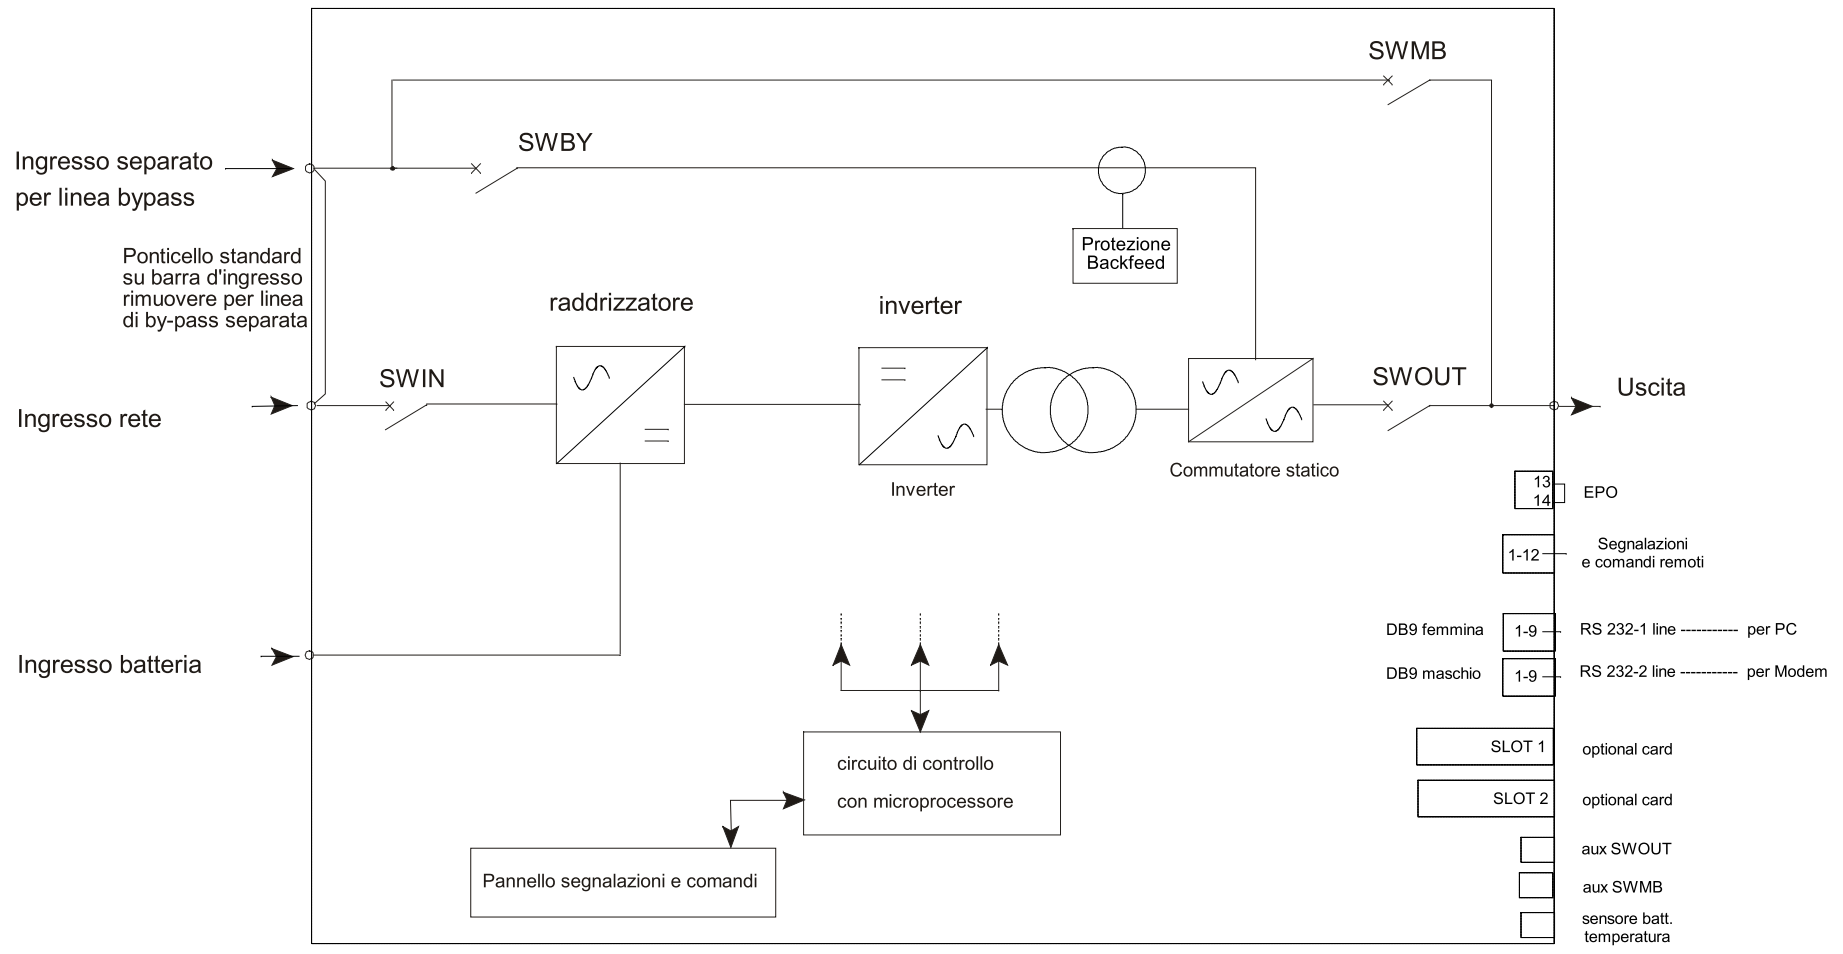 SWMB
SWBY
Ingresso separato
per linea bypass
Protezione
Backfeed
Ponticello standard
su barra d'ingresso
rimuovere per linea
di by-pass separata
raddrizzatore
inverter
SWIN
SWOUT
Uscita
Ingresso rete
Inverter
Commutatore statico
13
14
EPO
1-12
Segnalazioni
e comandi remoti
DB9 femmina
1-9
RS 232-1 line ----------- per PC
DB9 maschio
1-9
RS 232-2 line ----------- per Modem
Ingresso batteria
circuito di controllo
con microprocessore
SLOT 1
optional card
SLOT 2
optional card
Pannello segnalazioni e comandi
aux SWOUT
aux SWMB
sensore batt.
temperatura